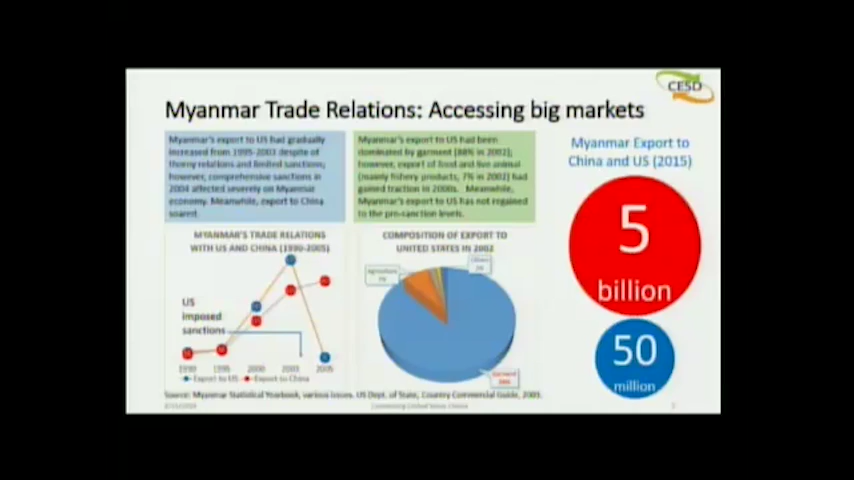 CESD
Myanmar Trade Relations: Accessing big markets
Myanmar's export to US had gradually
increased from 1995-2003 despite of
thorny relations and limited sanctions;
however, comprehensive sanctions in
2004 affected severely on Myanmar
economy. Meanwhile, export to China
soared.
Myanmar's export to US had been
dominated by garment (88% in 2002);
however, export of food and live animal
(mainly fishery products, 7% in 2002) had
gained traction in 2000s. Meanwhile,
Myanmar's export to US has not regained
to the pre-sanction levels.
Myanmar Export to
China and US (2015)
5
billion
50
million
MYANMAR'S TRADE RELATIONS
WITH US AND CHINA (1990-2005)
US
imposed
sanctions
1990 1995 2000 2003 2005
Export to US Export to China
COMPOSITION OF EXPORT TO
UNITED STATES IN 2002
Agriculture
Others
Garment
Source: Myanmar Statistical Yearbook, various issues. US Dept. of State, Country Commercial Guide, 2003.